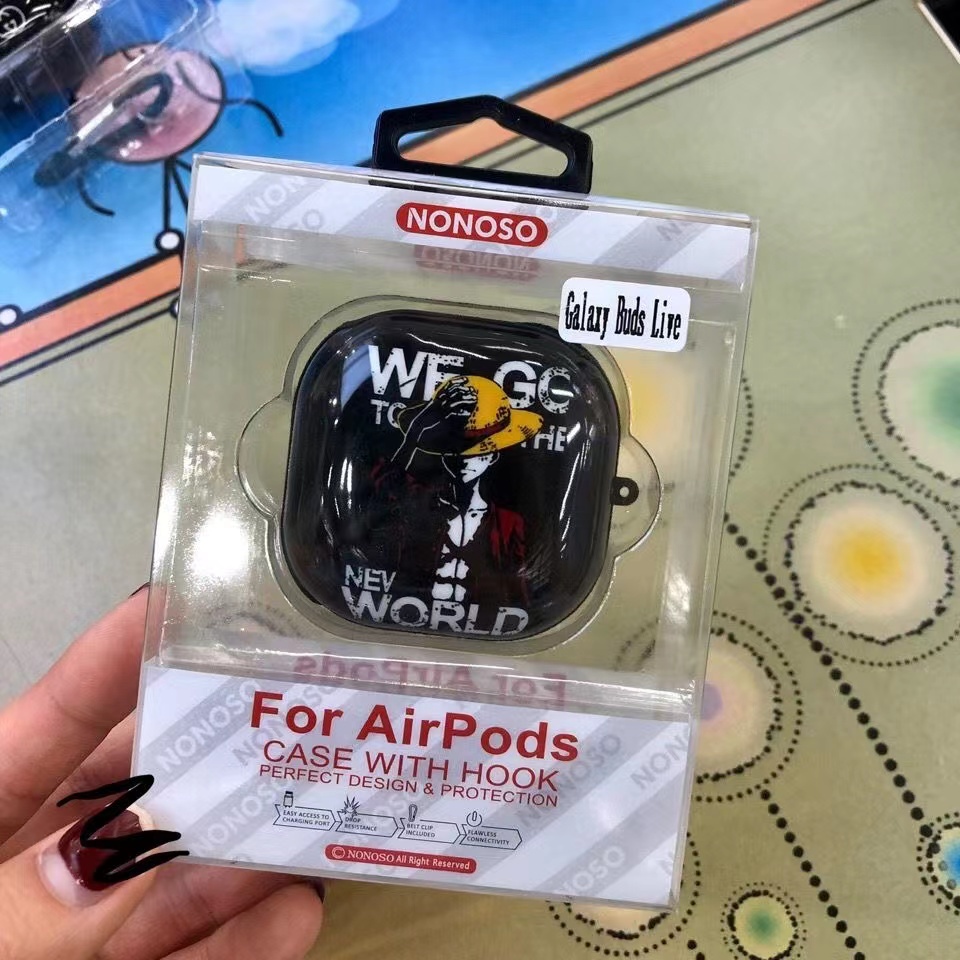 NONOSO
Galaxy Buds Live
WE GO
TO THE
NEW
WORLD
For AirPods
CASE WITH HOOK
PERFECT DESIGN & PROTECTION
EASY ACCESS TO
CHARGING PORT
DROP
RESISTANCE
BELT CLIP
INCLUDED
FLAWLESS
CONNECTIVITY
© NONOSO All Right Reserved